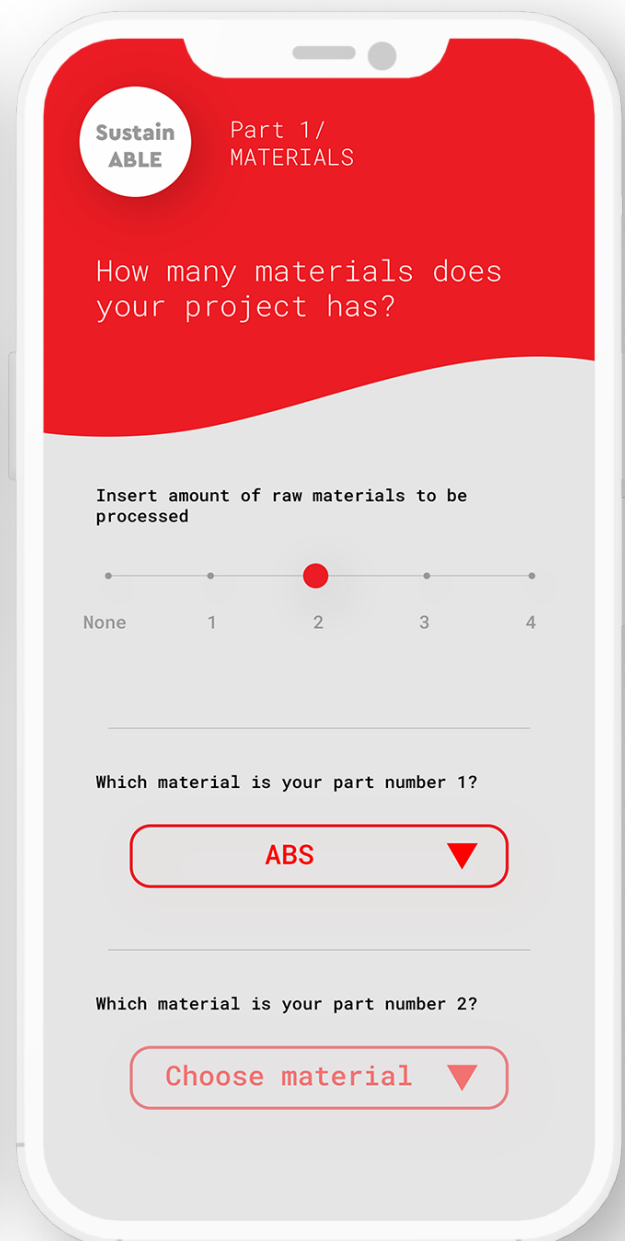 Sustain
ABLE
Part 1/
MATERIALS
How many materials does
your project has?
Insert amount of raw materials to be
processed
None 1 2 3 4
Which material is your part number 1?
ABS
Which material is your part number 2?
Choose material